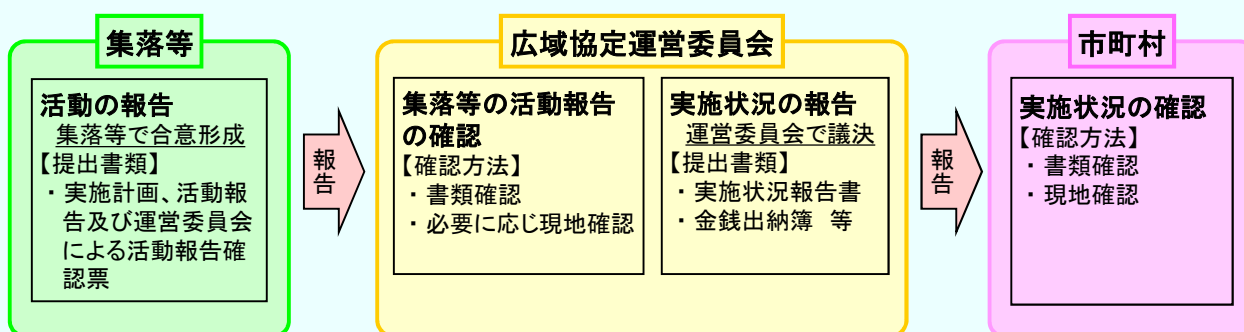 集落等
活動の報告
集落等で合意形成
【提出書類】
・実施計画、活動報
告及び運営委員会
による活動報告確
認票
報告
広域協定運営委員会
集落等の活動報告
の確認
【確認方法】
・書類確認
・必要に応じ現地確認
実施状況の報告
運営委員会で議決
【提出書類】
・実施状況報告書
・金銭出納簿 等
報告
市町村
実施状況の確認
【確認方法】
・書類確認
・現地確認